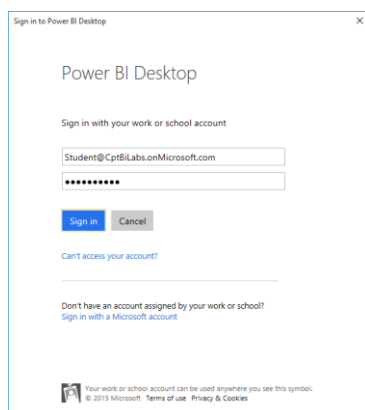 Sign in to Power BI Desktop
Power BI Desktop
Sign in with your work or school account
Student@CptBiLabs.onMicrosoft.com
••••••••••
Sign in Cancel
Can't access your account?
Don't have an account assigned by your work or school?
Sign in with a Microsoft account
Your work or school account can be used anywhere you see this symbol.
© 2015 Microsoft Terms of use Privacy & Cookies